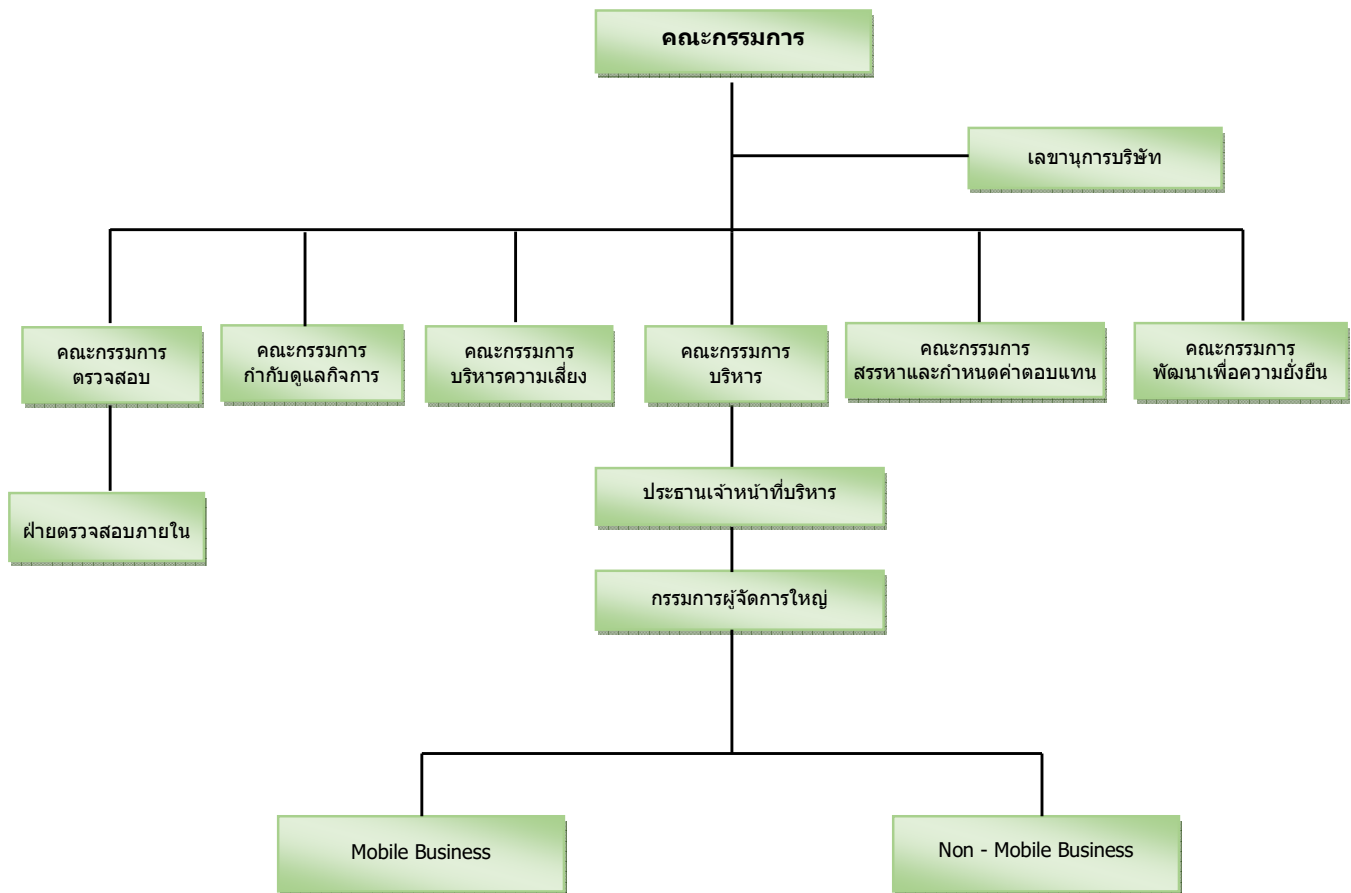 คณะกรรมการ
เลขานุการบริษัท
คณะกรรมการ
ตรวจสอบ
คณะกรรมการ
กำกับดูแลกิจการ
คณะกรรมการ
บริหารความเสี่ยง
คณะกรรมการ
บริหาร
คณะกรรมการ
สรรหาและกำหนดค่าตอบแทน
คณะกรรมการ
พัฒนาเพื่อความยั่งยืน
ฝ่ายตรวจสอบภายใน
ประธานเจ้าหน้าที่บริหาร
กรรมการผู้จัดการใหญ่
Mobile Business
Non - Mobile Business